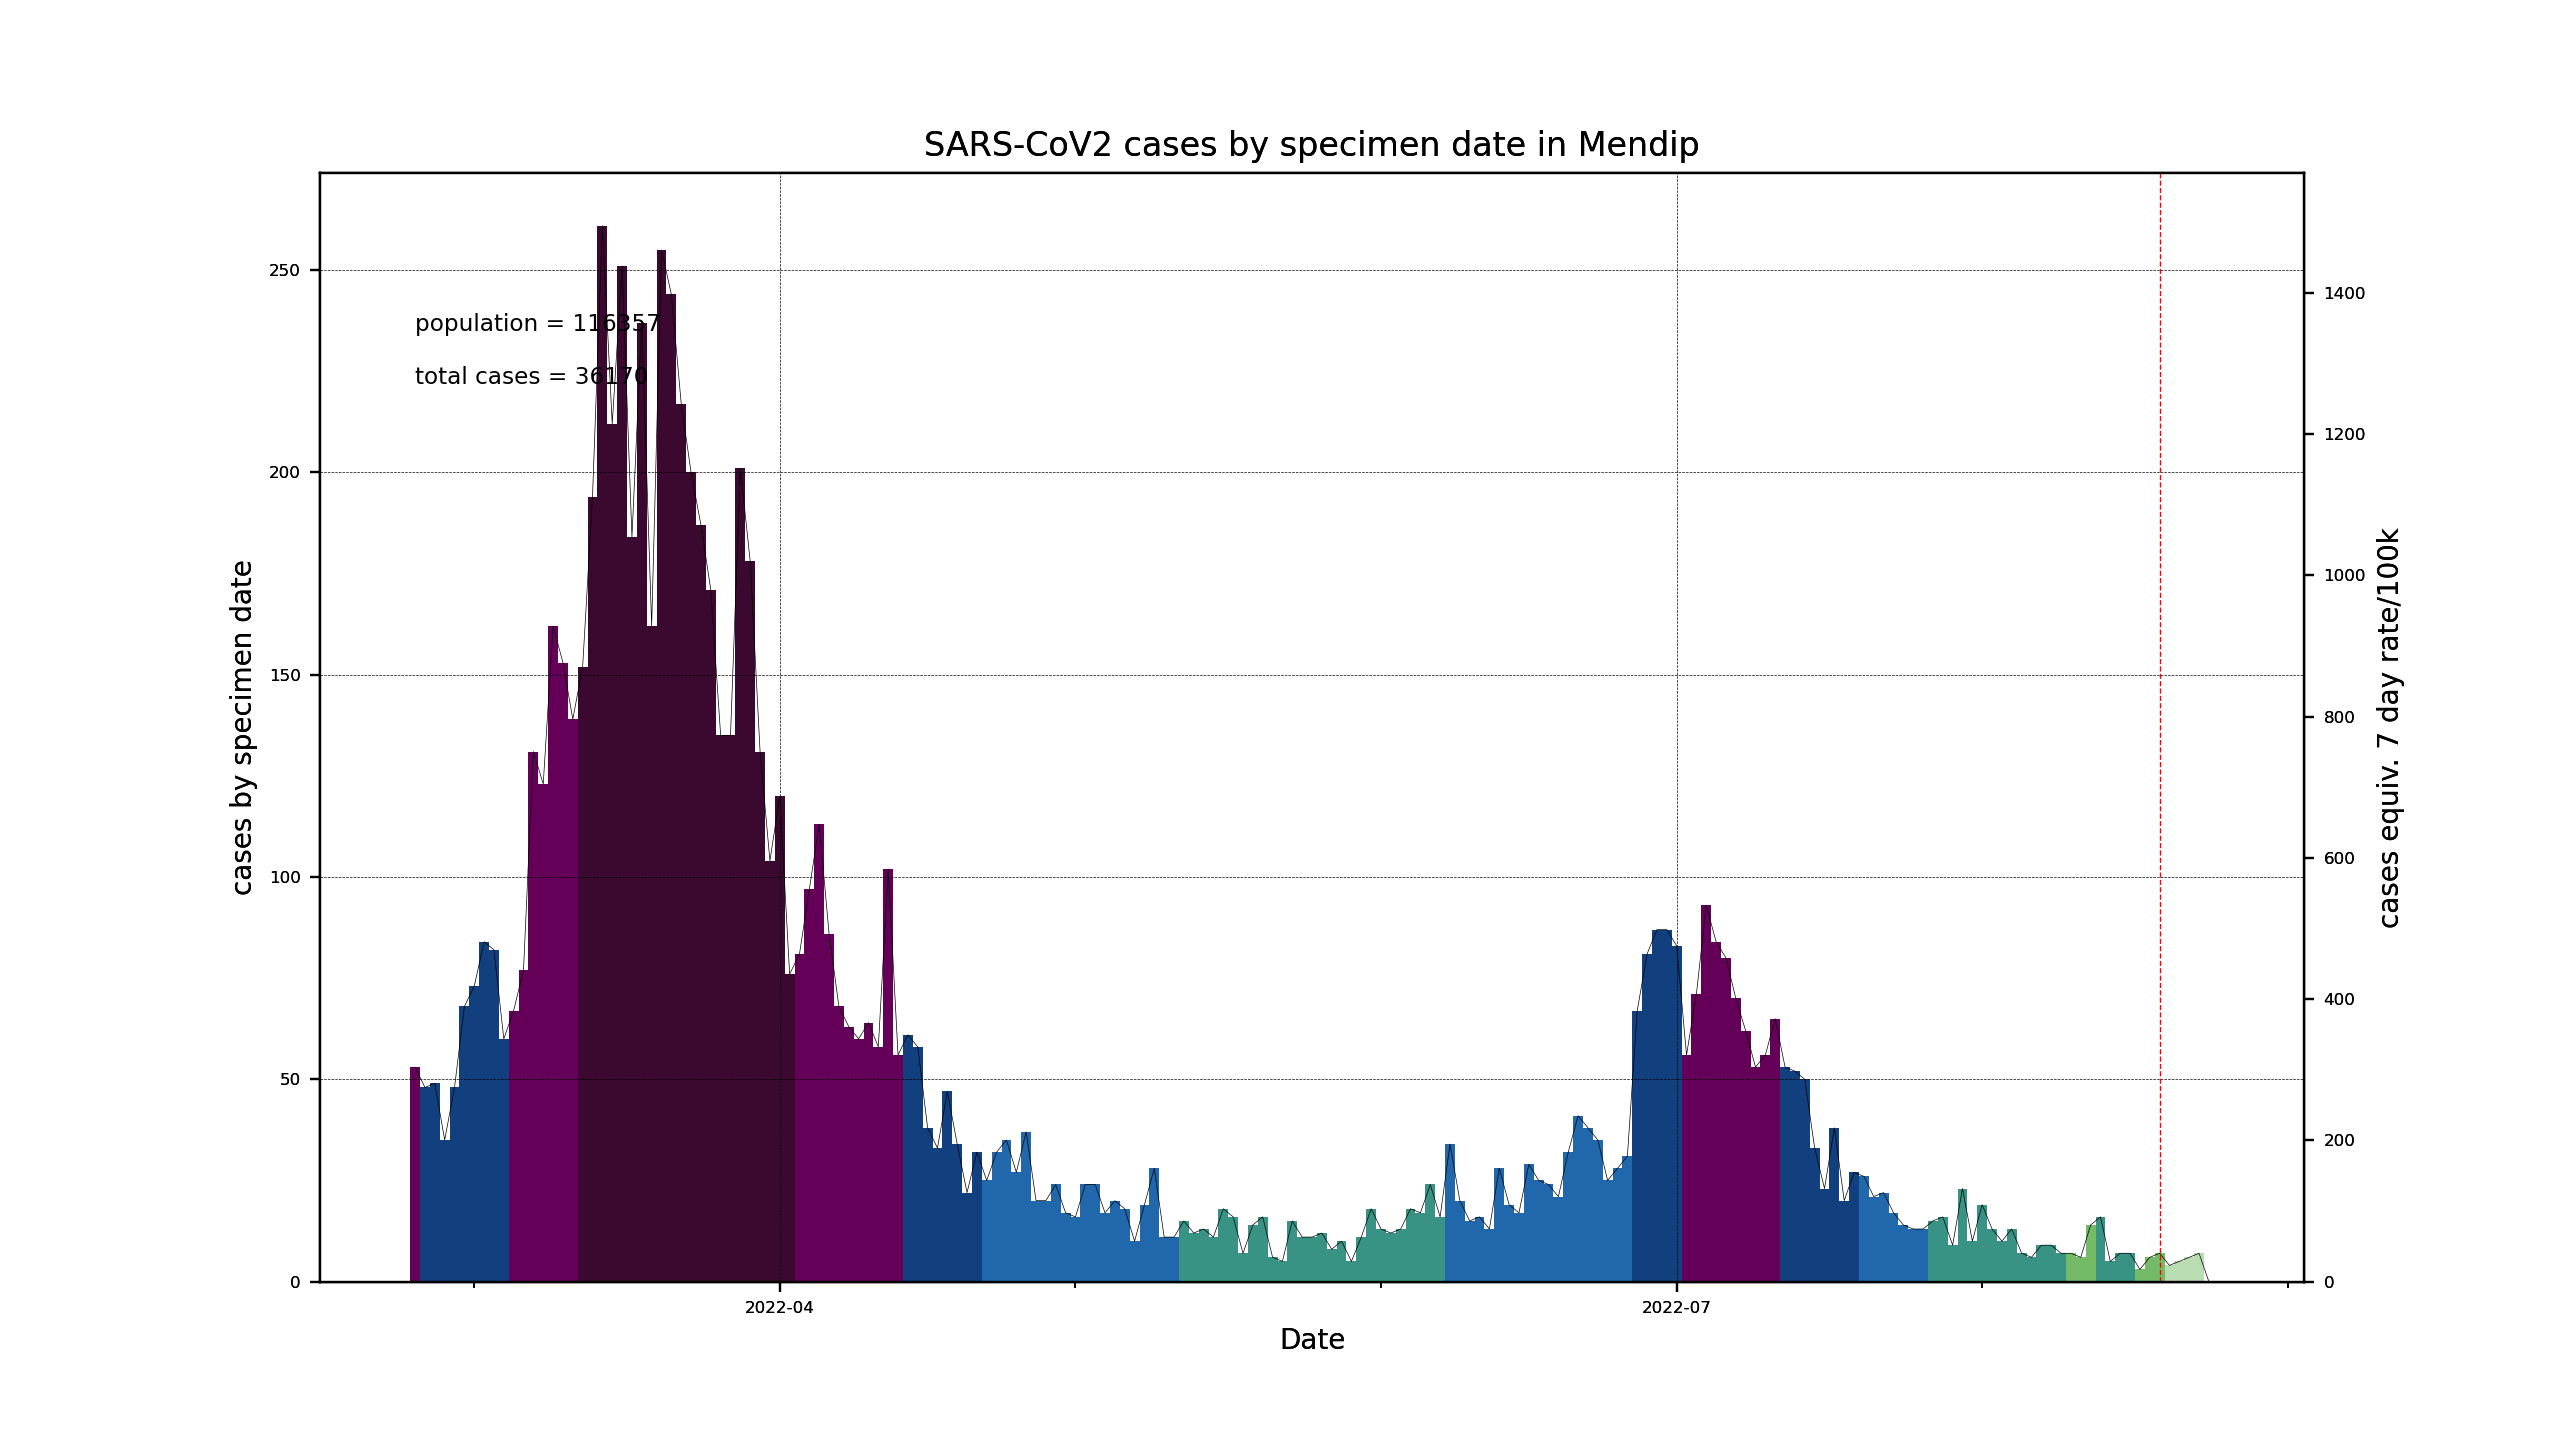 SARS-CoV2 cases by specimen date in Mendip
population = 116357
total cases = 36170
cases by specimen date
250
200
150
100
50
0
1400
1200
1000
800
600
400
200
0
cases equiv. 7 day rate/100k
2022-04
2022-07
Date